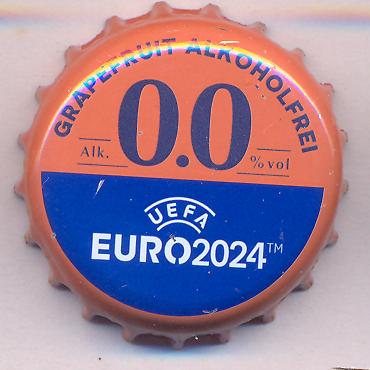 GRAPEFRUIT ALKOHOLFREI
Alk. 0.0 % vol
UEFA
EURO2024™